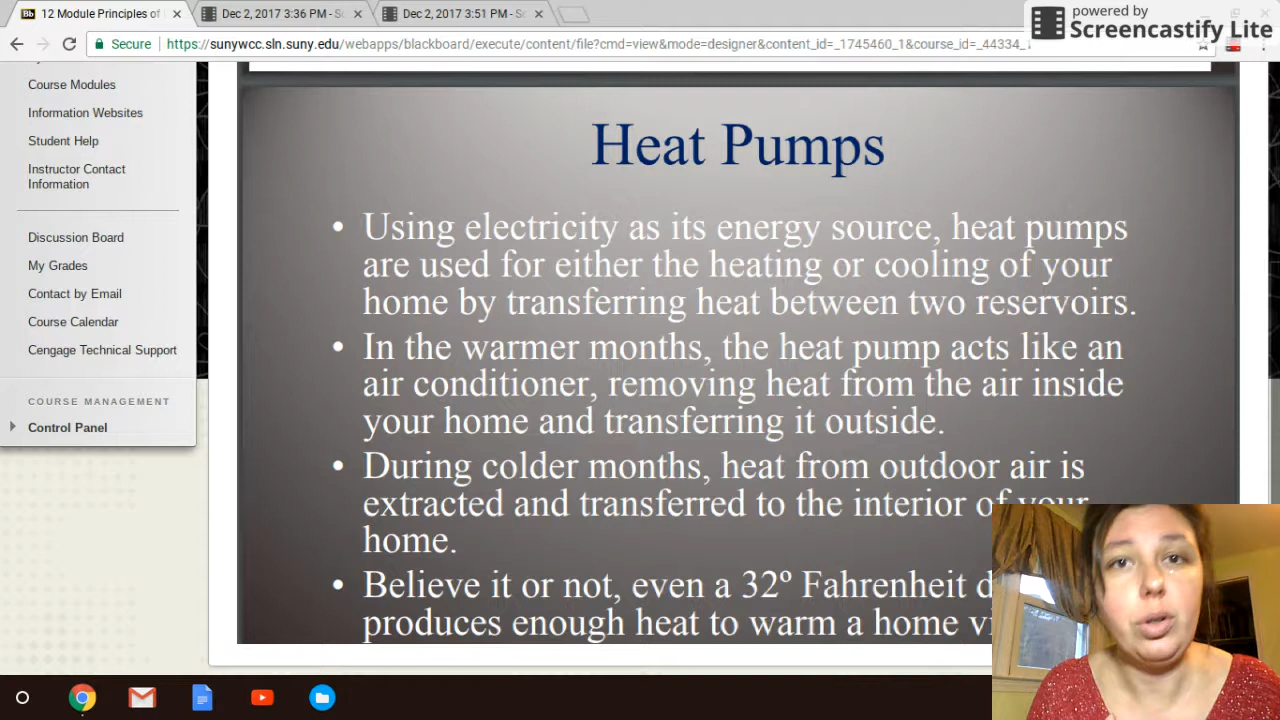 12 Module Principles of
Dec 2, 2017 3:36 PM - S
Dec 2, 2017 3:51 PM - S
powered by
Screencastify Lite
Secure
https://sunywcc.sln.suny.edu/webapps/blackboard/execute/content/file?cmd=view&mode=designer&content_id=_1745460_1&course_id=_44334_1
Course Modules
Information Websites
Student Help
Instructor Contact
Information
Discussion Board
My Grades
Contact by Email
Course Calendar
Cengage Technical Support
COURSE MANAGEMENT
Control Panel
Heat Pumps
• Using electricity as its energy source, heat pumps
are used for either the heating or cooling of your
home by transferring heat between two reservoirs.
• In the warmer months, the heat pump acts like an
air conditioner, removing heat from the air inside
your home and transferring it outside.
• During colder months, heat from outdoor air is
extracted and transferred to the interior of your
home.
• Believe it or not, even a 32º Fahrenheit
produces enough heat to warm a home